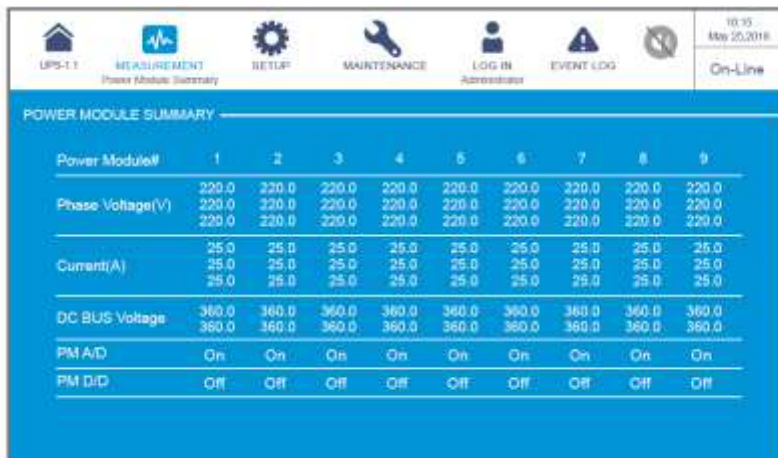 10:15
May 25,2018
On-Line
UPS-1.1
MEASUREMENT
Power Module Summary
SETUP
MAINTENANCE
LOG IN
Administrator
EVENT LOG
POWER MODULE SUMMARY
Power Module# 1 2 3 4 5 6 7 8 9
220.0 220.0 220.0 220.0 220.0 220.0 220.0 220.0 220.0
Phase Voltage(V) 220.0 220.0 220.0 220.0 220.0 220.0 220.0 220.0 220.0
220.0 220.0 220.0 220.0 220.0 220.0 220.0 220.0 220.0
25.0 25.0 25.0 25.0 25.0 25.0 25.0 25.0 25.0
Current(A) 25.0 25.0 25.0 25.0 25.0 25.0 25.0 25.0 25.0
25.0 25.0 25.0 25.0 25.0 25.0 25.0 25.0 25.0
DC BUS Voltage 360.0 360.0 360.0 360.0 360.0 360.0 360.0 360.0 360.0
360.0 360.0 360.0 360.0 360.0 360.0 360.0 360.0 360.0
PM A/D On On On On On On On On On
PM D/D Off Off Off Off Off Off Off Off Off